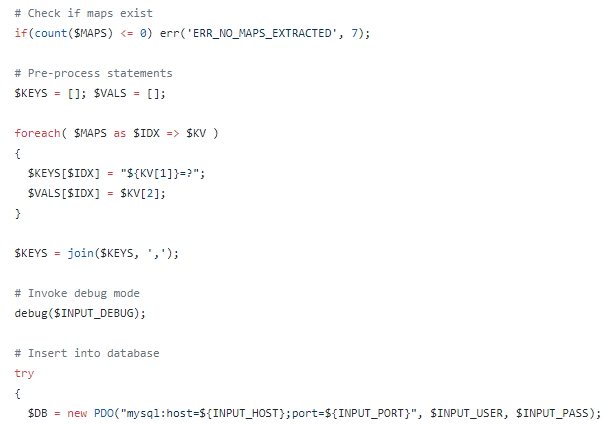 # Check if maps exist
if(count($MAPS) <= 0) err('ERR_NO_MAPS_EXTRACTED', 7);
# Pre-process statements
$KEYS = []; $VALS = [];
foreach( $MAPS as $IDX => $KV )
{
$KEYS[$IDX] = "${KV[1]}=?";
$VALS[$IDX] = $KV[2];
}
$KEYS = join($KEYS, ',');
# Invoke debug mode
debug($INPUT_DEBUG);
# Insert into database
try
{
$DB = new PDO("mysql:host=${INPUT_HOST};port=${INPUT_PORT}", $INPUT_USER, $INPUT_PASS);